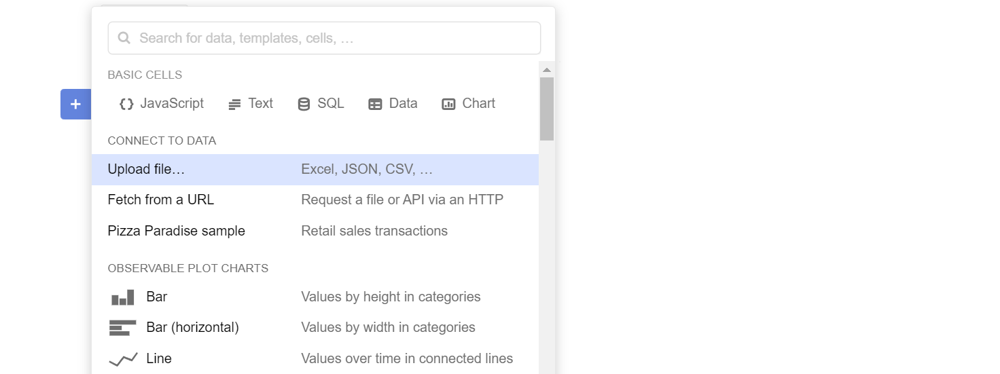 Search for data, templates, cells, …
BASIC CELLS
JavaScript Text SQL Data Chart
CONNECT TO DATA
Upload file… Excel, JSON, CSV, …
Fetch from a URL Request a file or API via an HTTP
Pizza Paradise sample Retail sales transactions
OBSERVABLE PLOT CHARTS
Bar Values by height in categories
Bar (horizontal) Values by width in categories
Line Values over time in connected lines